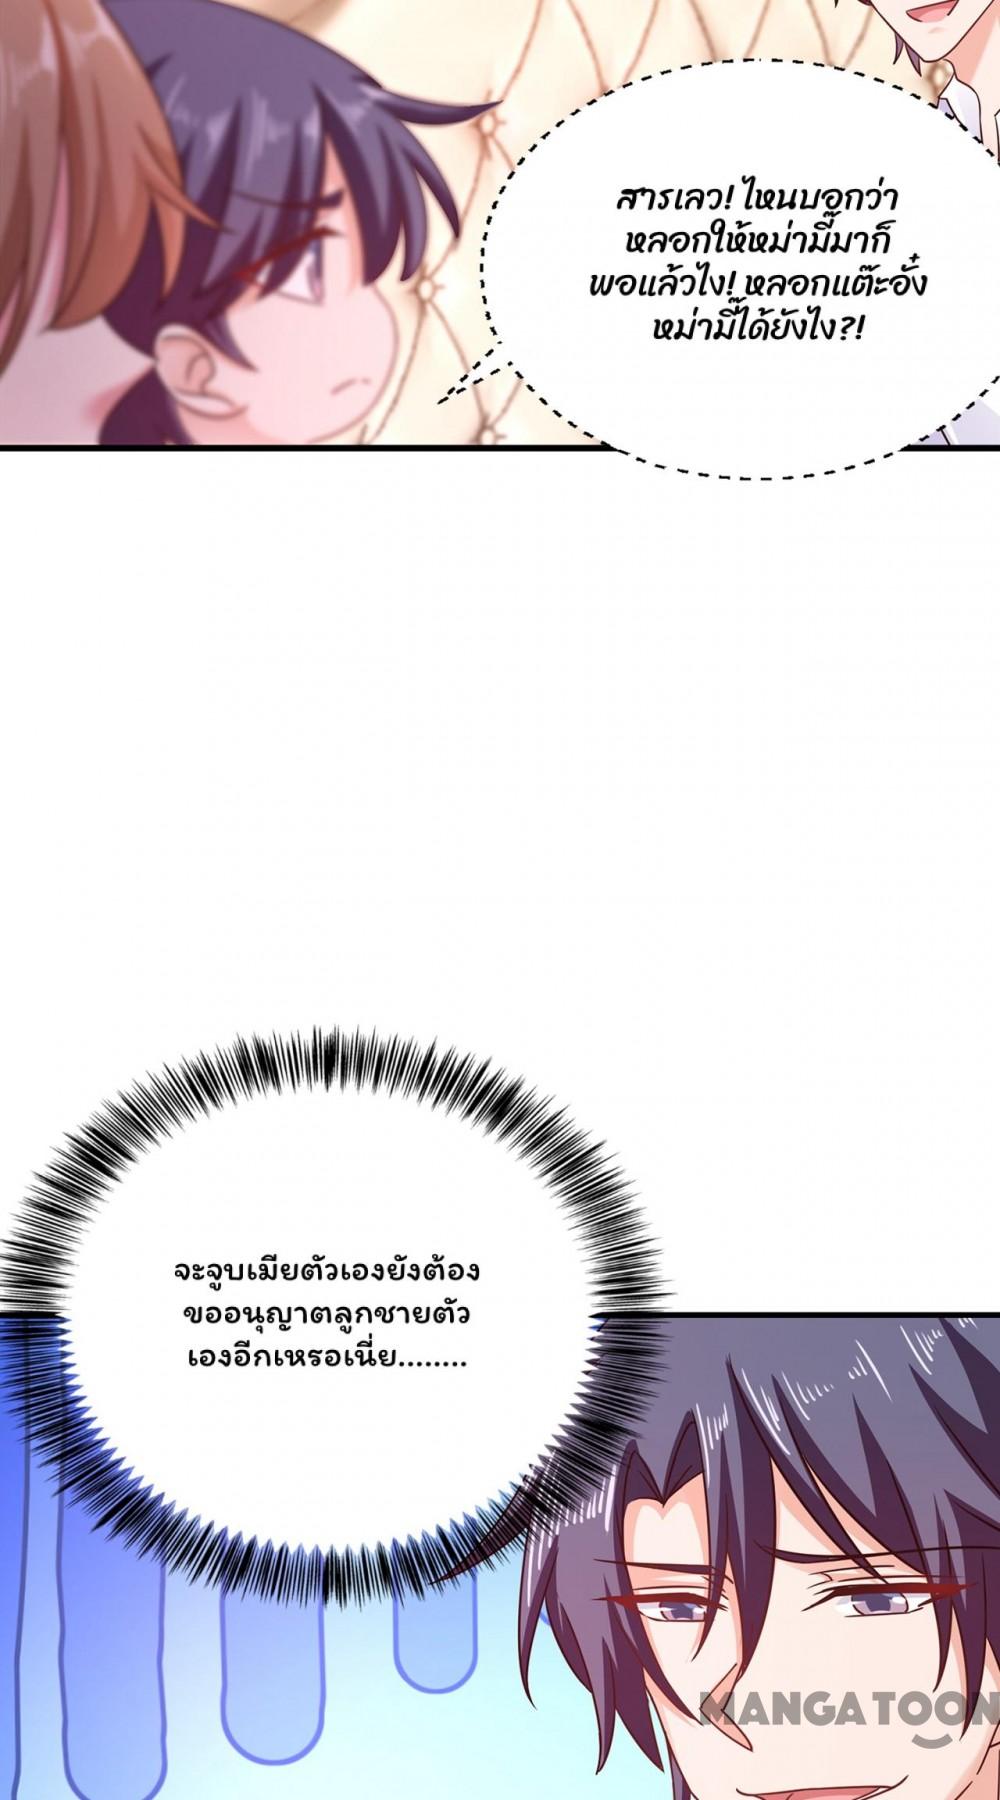 สารเลว! ไหนบอกว่า
หลอกให้หม่ามี๊มาก็
พอแล้วไง! หลอกแต๊ะอั๋ง
หม่ามี๊ได้ยังไง?!
จะจูบเมียตัวเองยังต้อง
ขออนุญาตลูกชายตัว
เองอีกเหรอเนี่ย........
MANGATOON